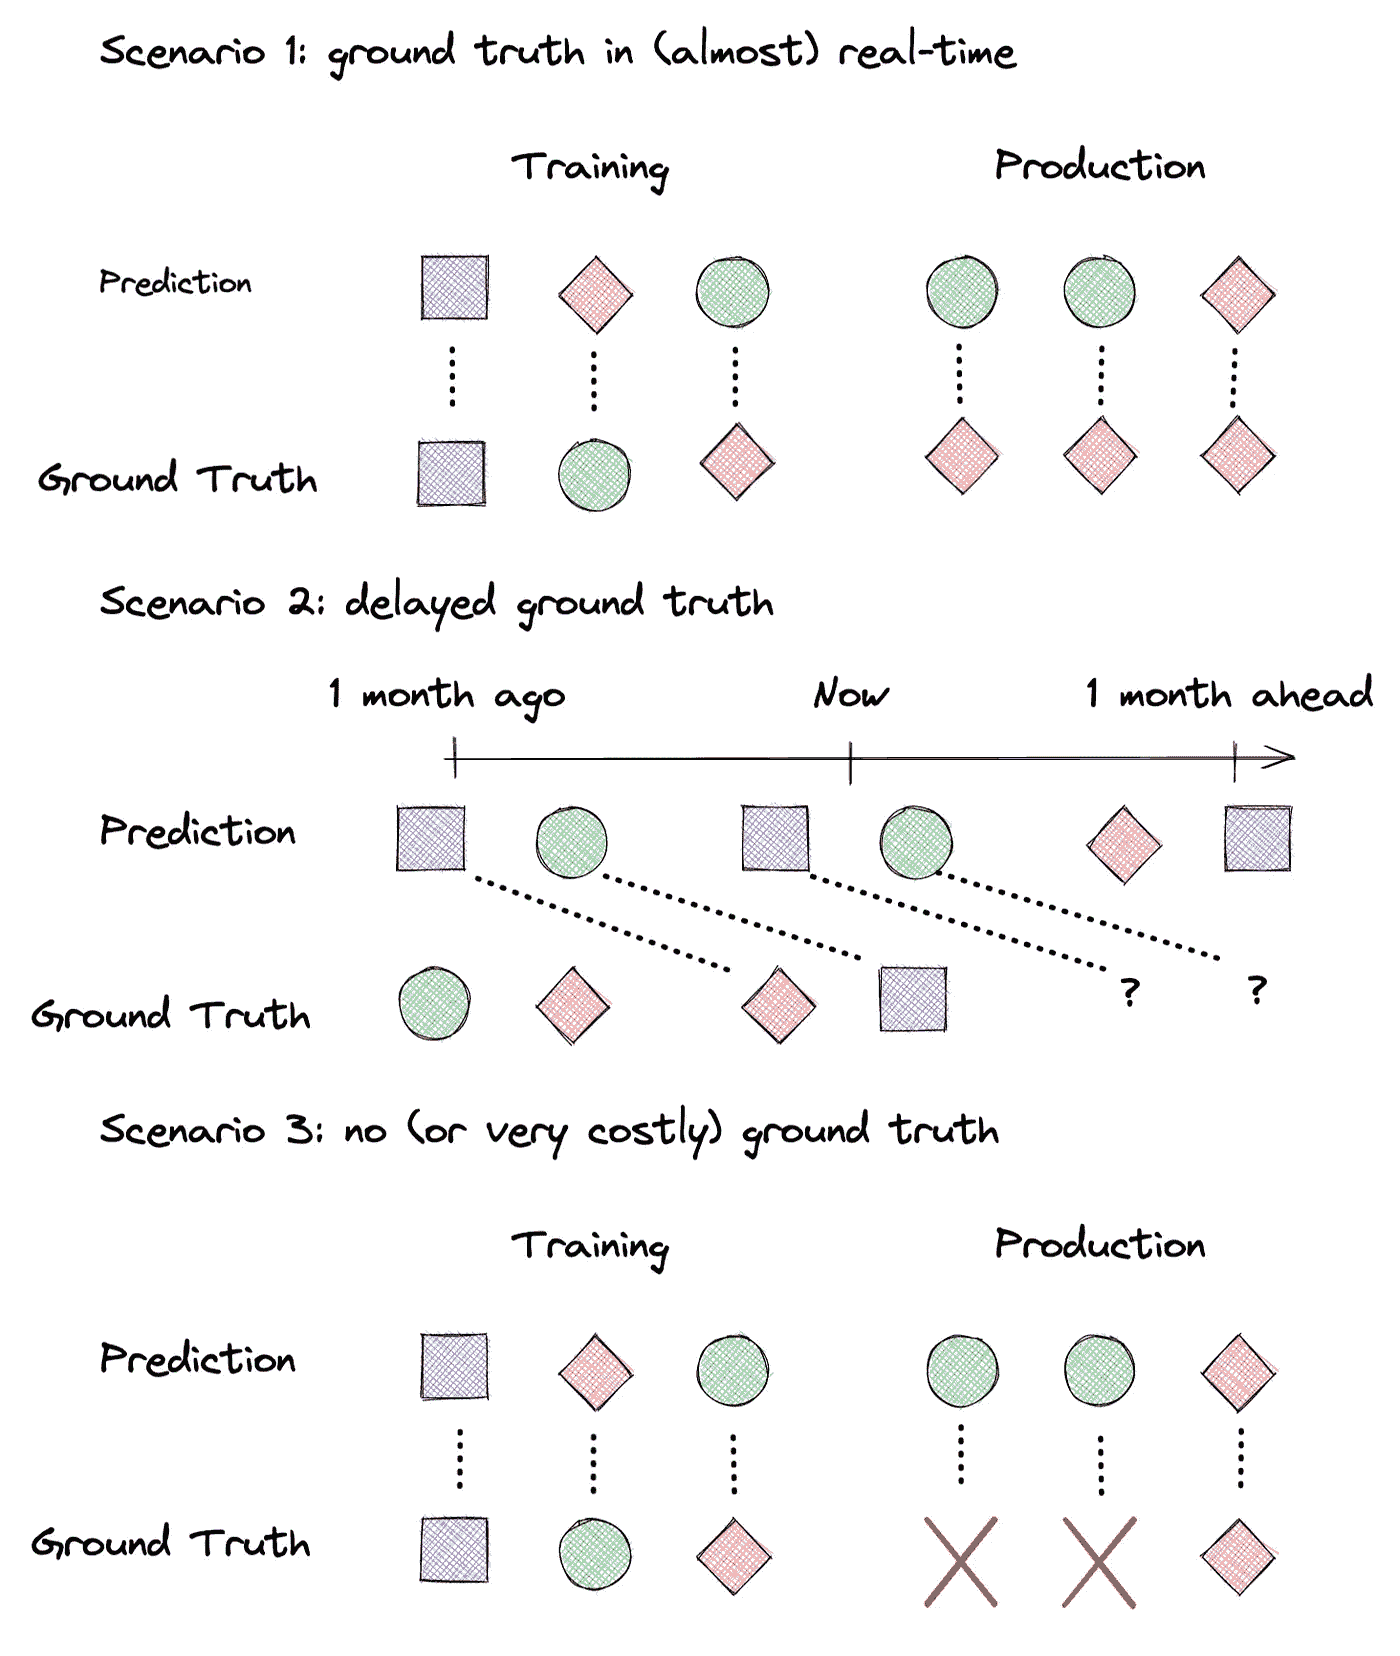 Scenario 1: ground truth in (almost) real-time
Training Production
Prediction
Ground Truth
Scenario 2: delayed ground truth
1 month ago Now 1 month ahead
Prediction
Ground Truth ? ?
Scenario 3: no (or very costly) ground truth
Training Production
Prediction
Ground Truth